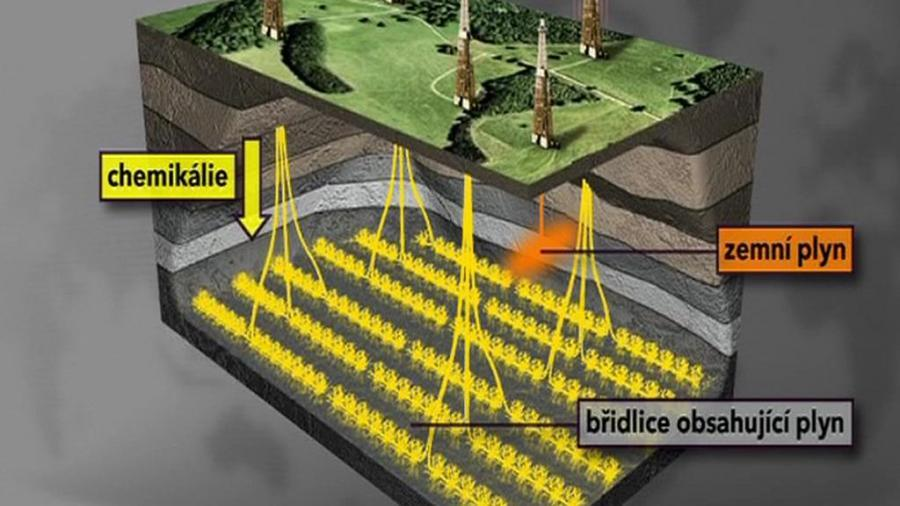 chemikálie
zemní plyn
břidlice obsahující plyn